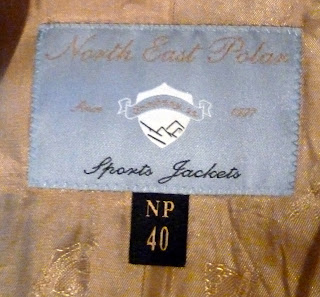 North East Polar
Since 1977
Sports Jackets
NP
40